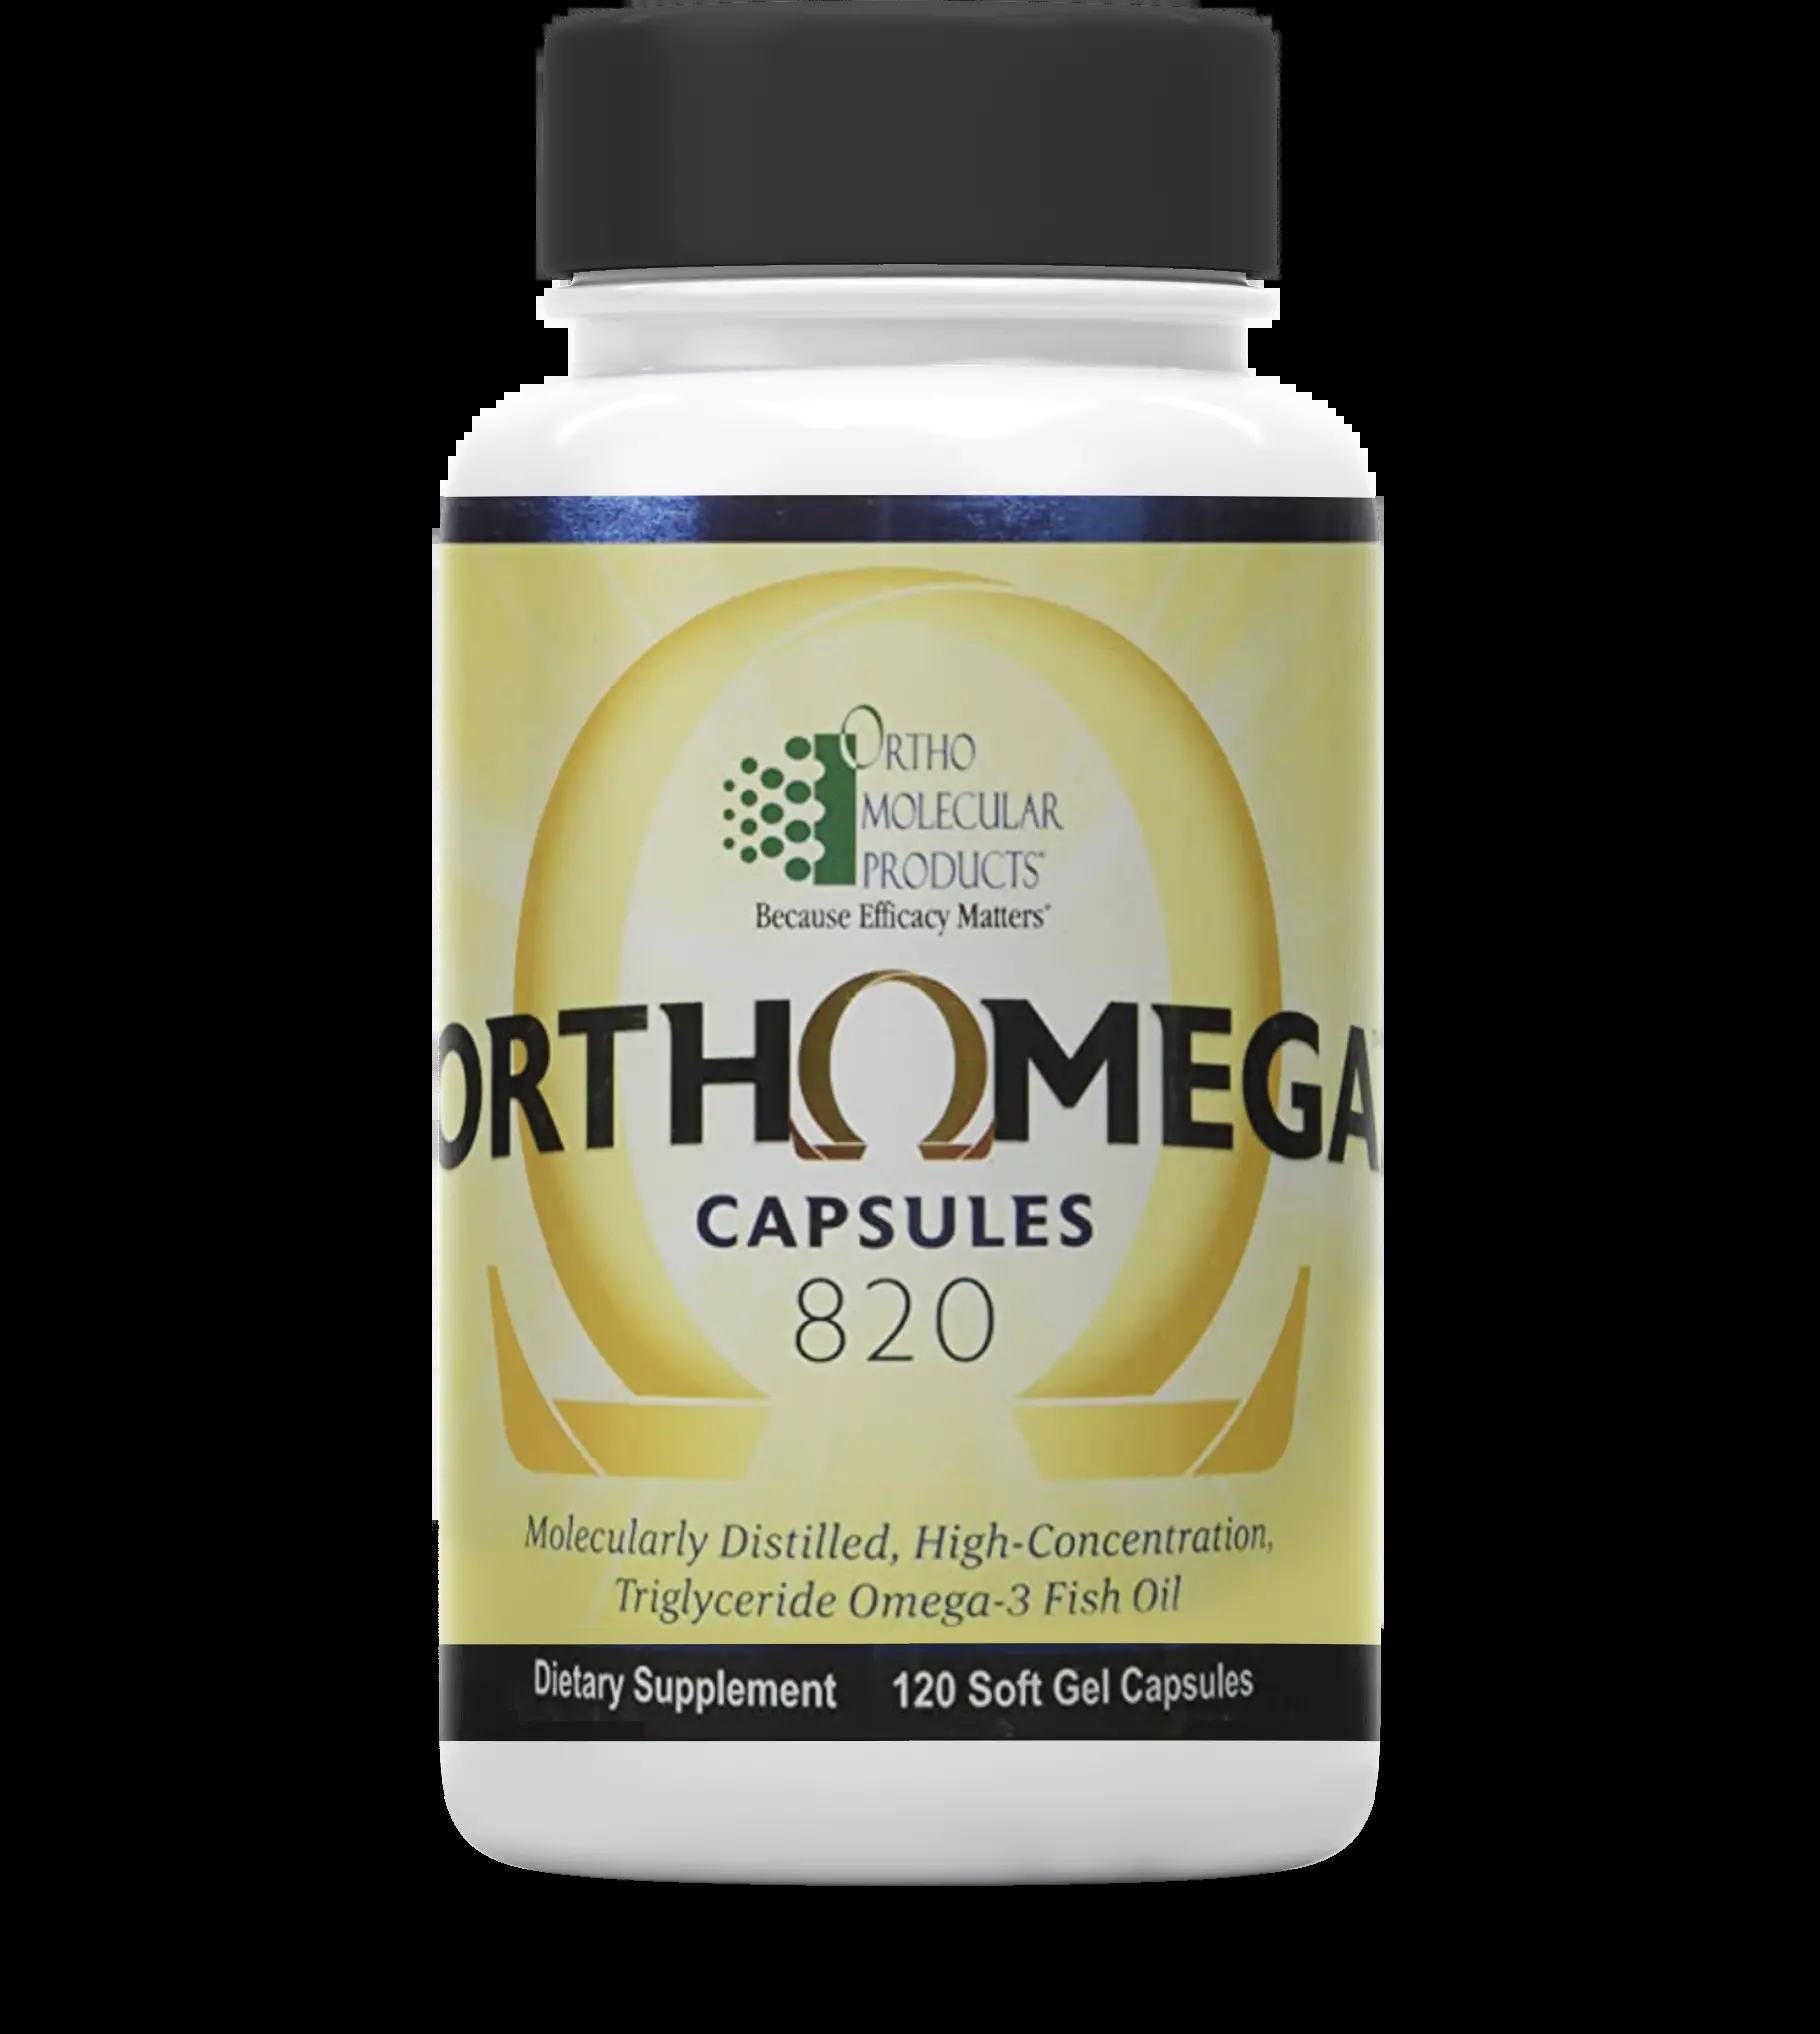 ORTHO
MOLECULAR
PRODUCTS
Because Efficacy Matters®
ORTHΩMEGA
CAPSULES
820
Molecularly Distilled, High-Concentration,
Triglyceride Omega-3 Fish Oil
Dietary Supplement 120 Soft Gel Capsules